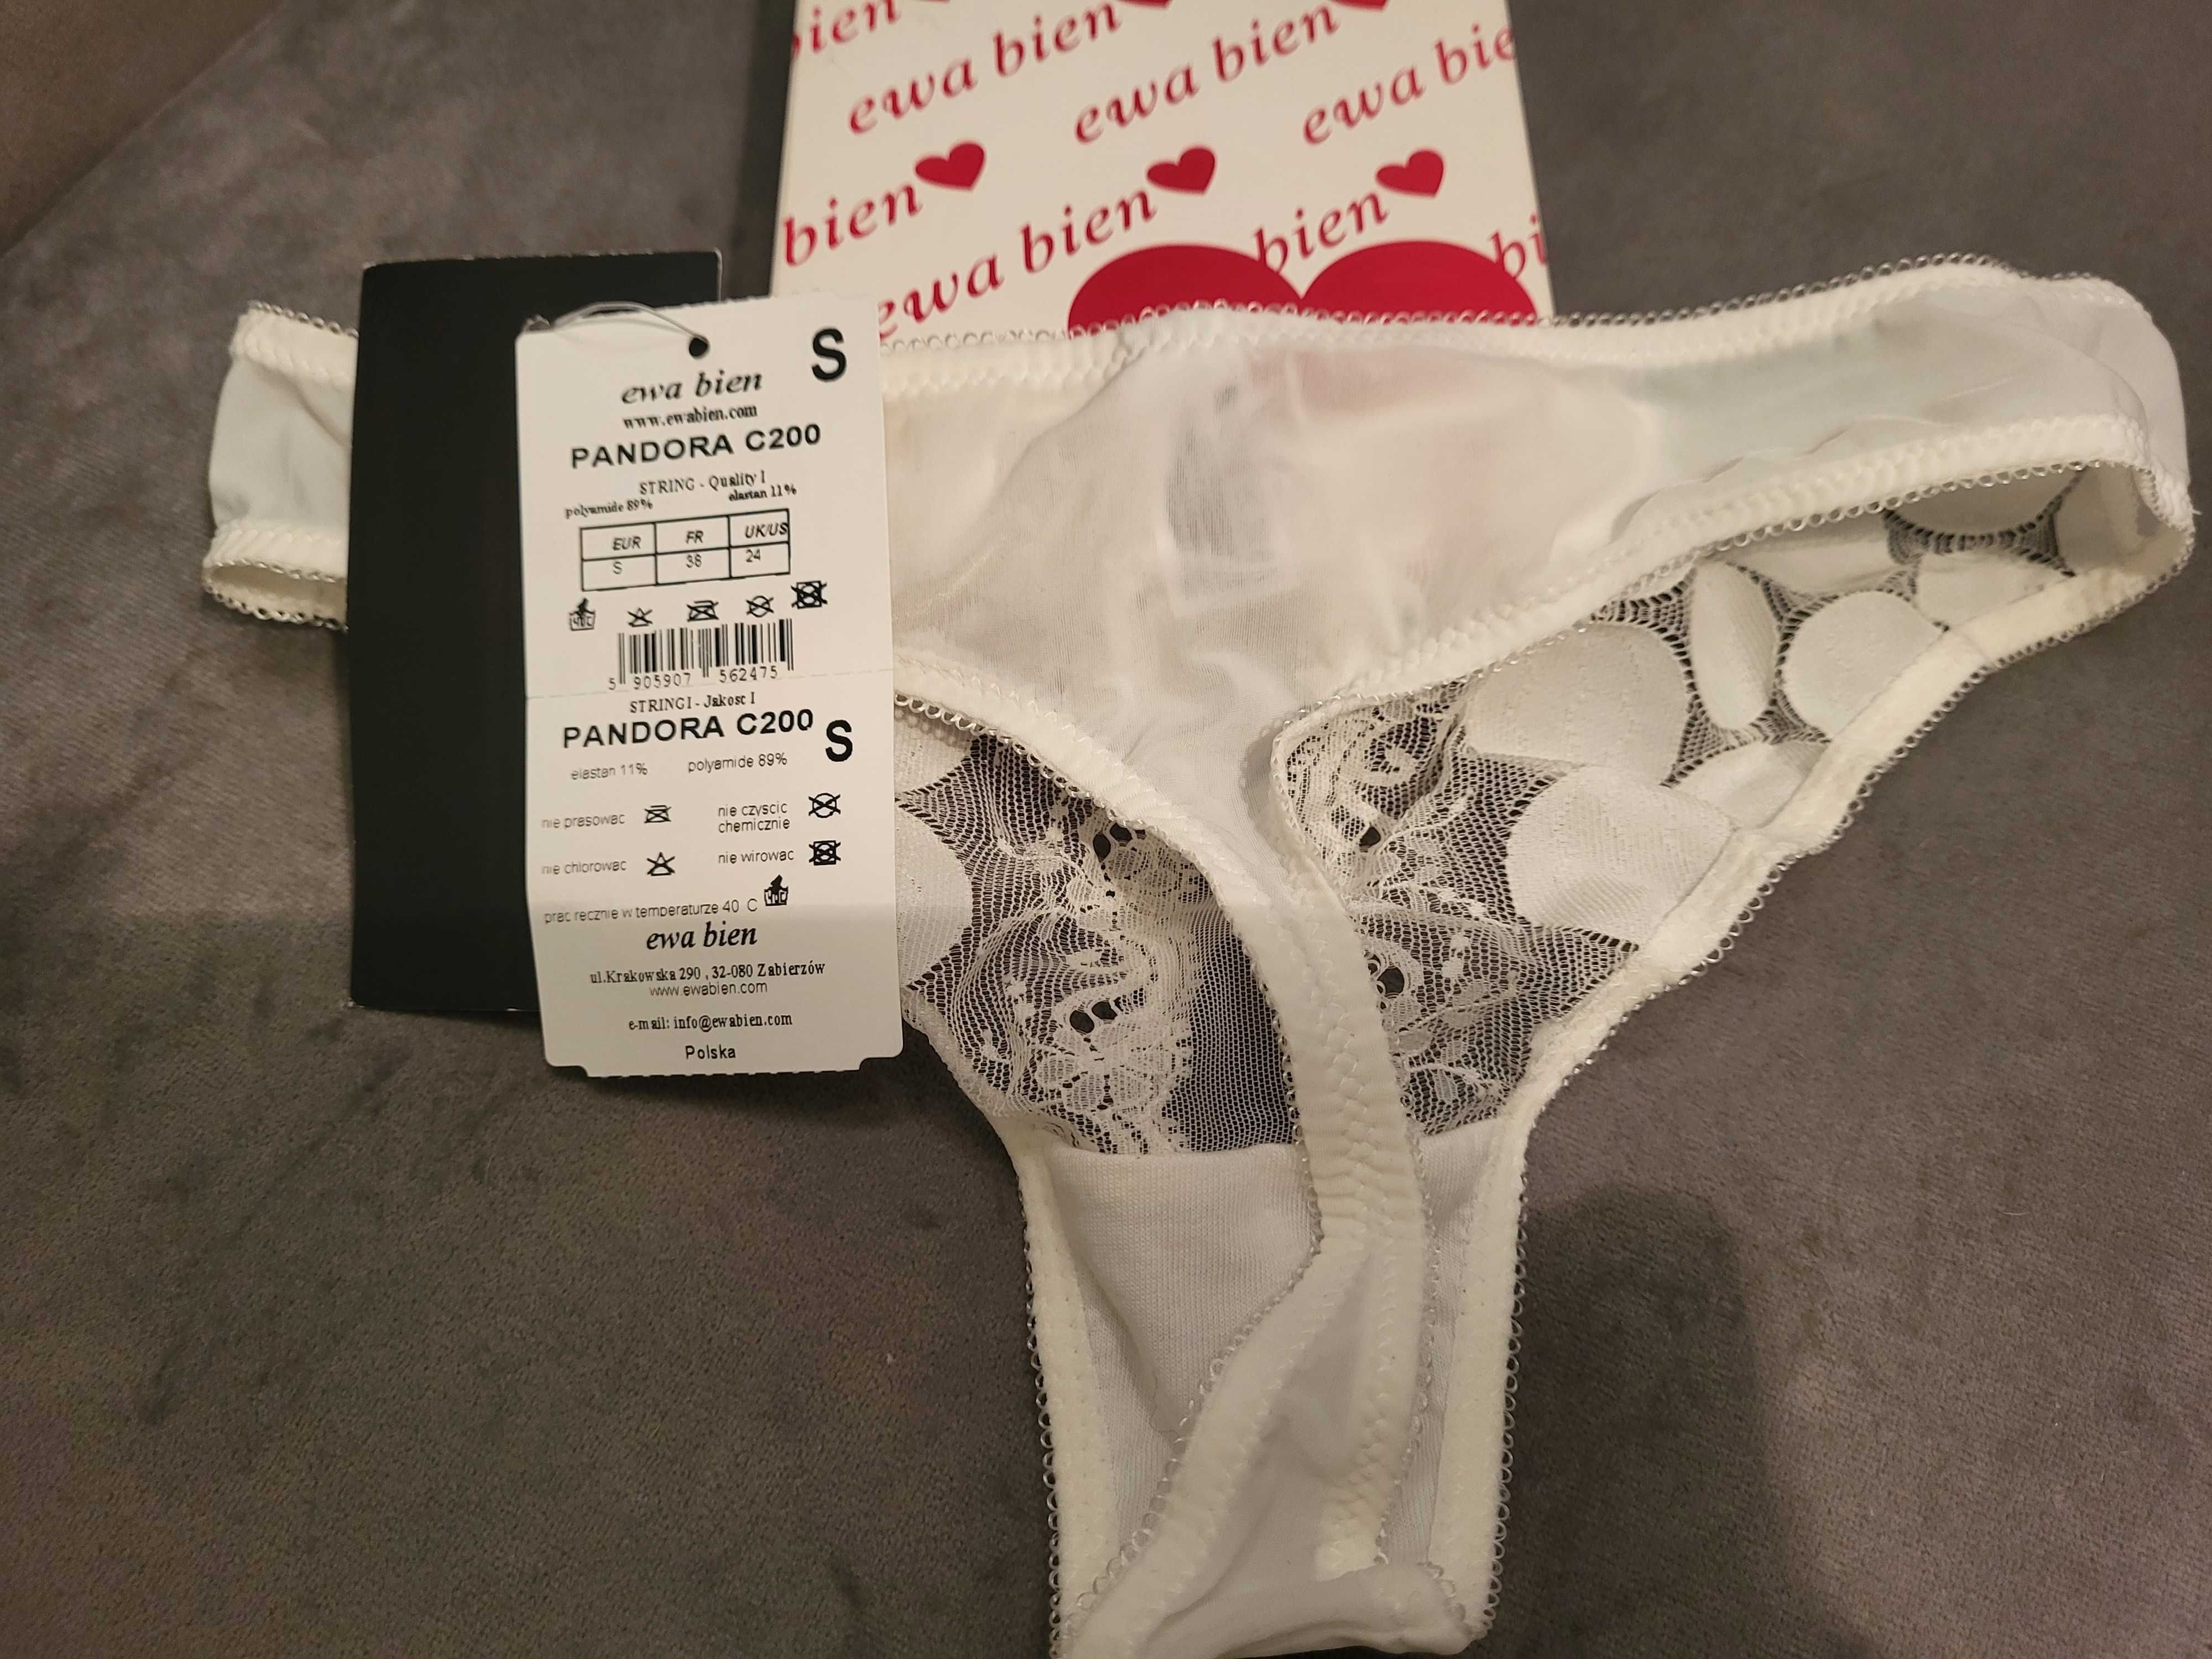 bien
ewa bien
ewa bien
ewa bie
bien
ewa bien
bien
bi
S
ewa bien
www.ewabien.com
PANDORA C200
STRING - Quality I
polyamide 89% elastan 11%
EUR FR UK/US
S 38 24
5 905907 562475
STRINGI - Jakosc I
PANDORA C200 S
elastan 11% polyamide 89%
nie prasowac nie czyscic
chemicznie
nie chlorowac nie wirowac
prac recznie w temperaturze 40 C
ewa bien
ul.Krakowska 290 , 32-080 Zabierzów
www.ewabien.com
e-mail: info@ewabien.com
Polska